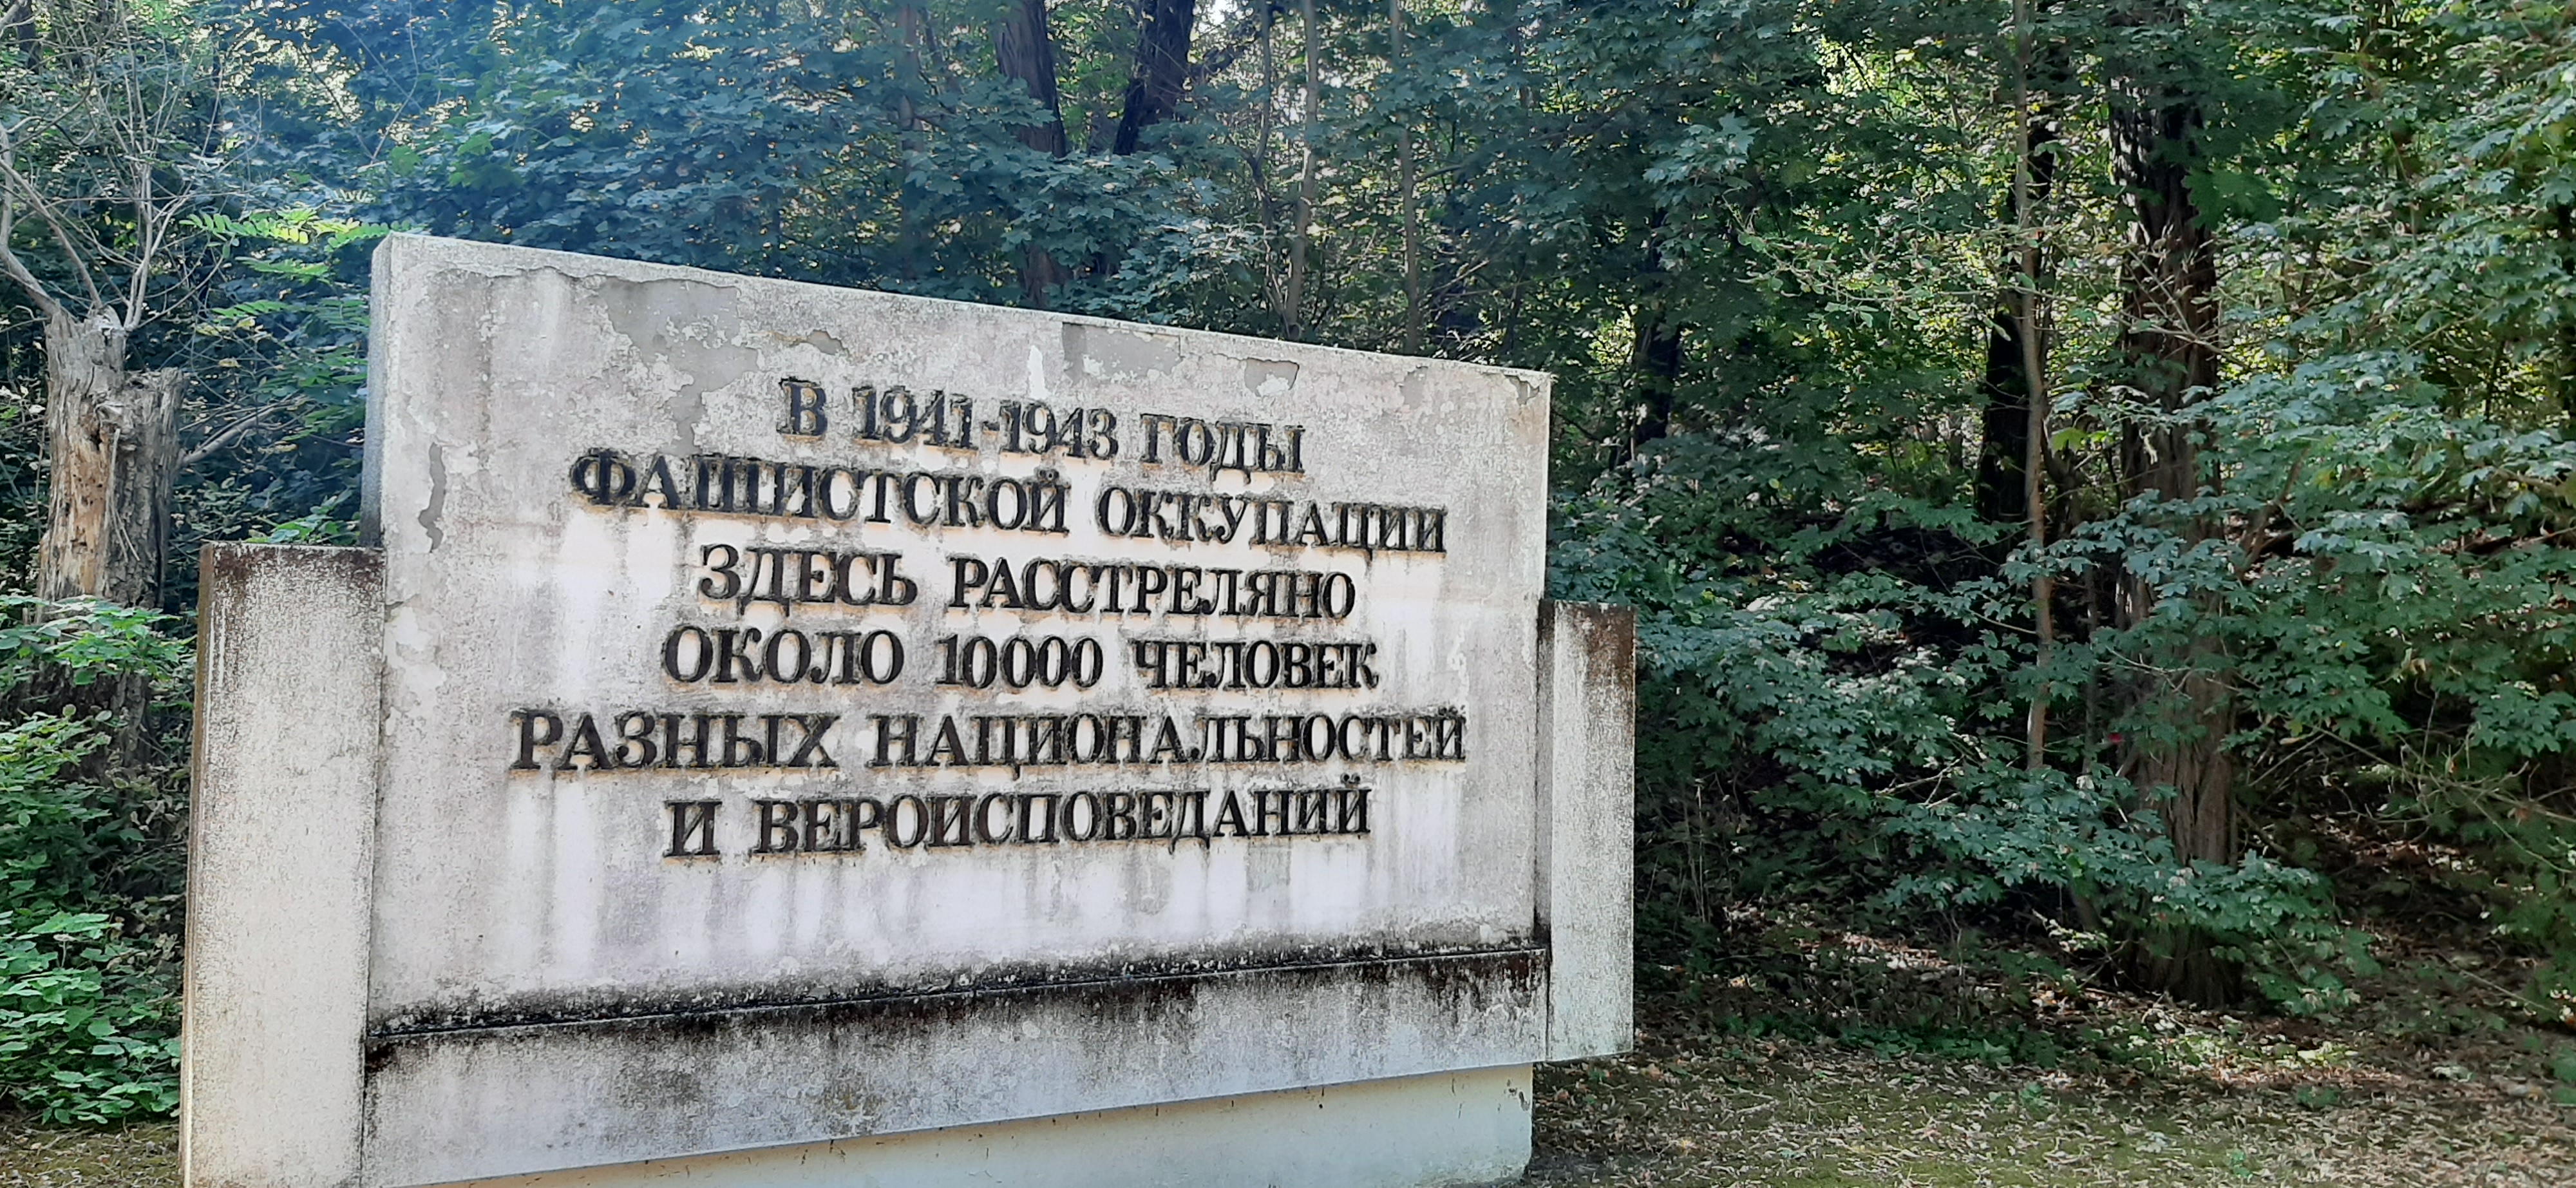 В 1941-1943 ГОДЫ
ФАШИСТСКОЙ ОККУПАЦИИ
ЗДЕСЬ РАССТРЕЛЯНО
ОКОЛО 10000 ЧЕЛОВЕК
РАЗНЫХ НАЦИОНАЛЬНОСТЕЙ
И ВЕРОИСПОВЕДАНИЙ